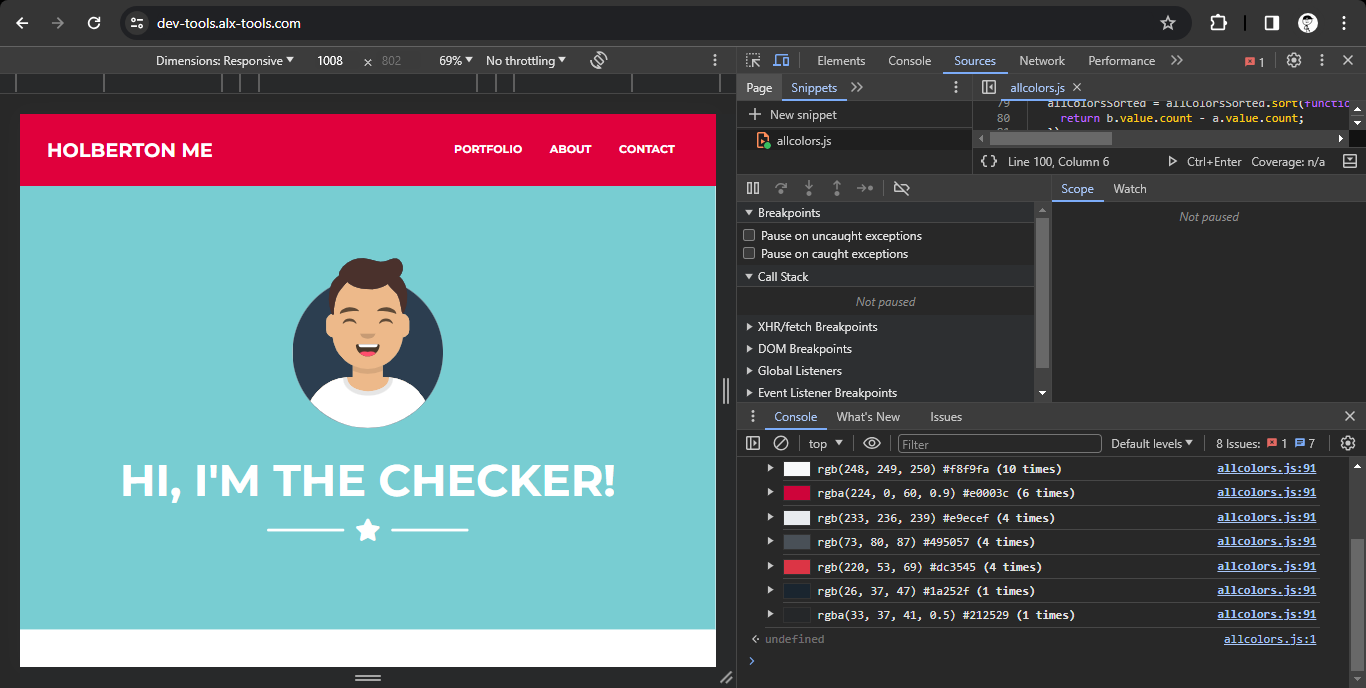 dev-tools.alx-tools.com
Dimensions: Responsive 1008 × 802 69% No throttling
Elements Console Sources Network Performance 1
Page Snippets
allcolors.js
New snippet
allcolors.js
79 allColorsSorted = allColorsSorted.sort(functio
80 return b.value.count - a.value.count;
{} Line 100, Column 6 Ctrl+Enter Coverage: n/a
HOLBERTON ME PORTFOLIO ABOUT CONTACT
HI, I'M THE CHECKER!
Breakpoints
Pause on uncaught exceptions
Pause on caught exceptions
Call Stack
Not paused
XHR/fetch Breakpoints
DOM Breakpoints
Global Listeners
Event Listener Breakpoints
Scope Watch
Not paused
Console What's New Issues
top Filter Default levels 8 Issues: 1 7
rgb(248, 249, 250) #f8f9fa (10 times) allcolors.js:91
rgba(224, 0, 60, 0.9) #e0003c (6 times) allcolors.js:91
rgb(233, 236, 239) #e9ecef (4 times) allcolors.js:91
rgb(73, 80, 87) #495057 (4 times) allcolors.js:91
rgb(220, 53, 69) #dc3545 (4 times) allcolors.js:91
rgb(26, 37, 47) #1a252f (1 times) allcolors.js:91
rgba(33, 37, 41, 0.5) #212529 (1 times) allcolors.js:91
undefined allcolors.js:1